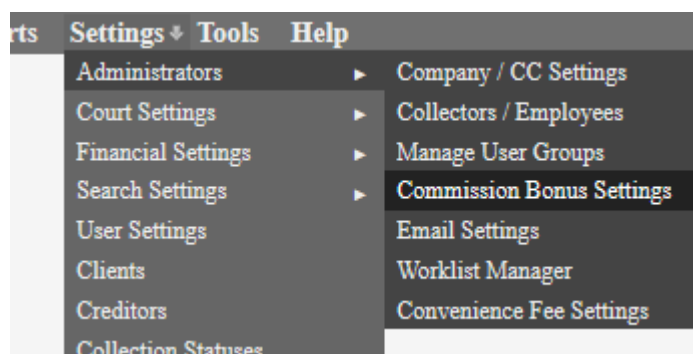 rts Settings Tools Help
Administrators
Court Settings
Financial Settings
Search Settings
User Settings
Clients
Creditors
Collection Statuses
Company / CC Settings
Collectors / Employees
Manage User Groups
Commission Bonus Settings
Email Settings
Worklist Manager
Convenience Fee Settings